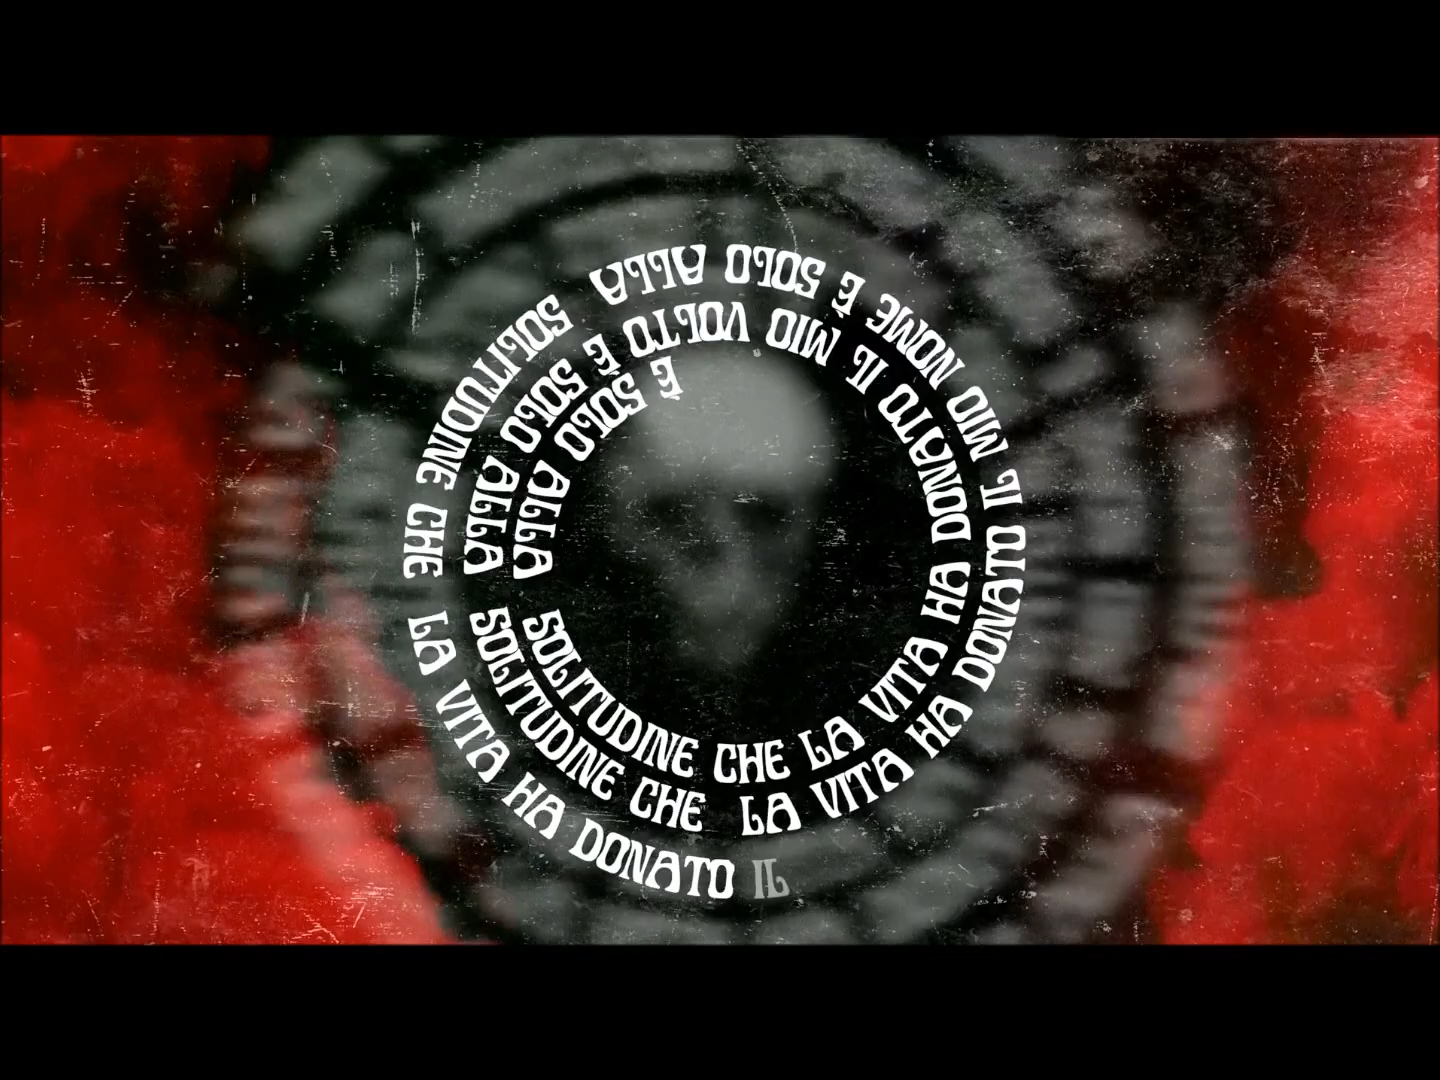 È SOLO ALLA SOLITUDINE CHE LA VITA HA DONATO IL MIO VOLTO È SOLO ALLA SOLITUDINE CHE LA VITA HA DONATO IL MIO NOME È SOLO ALLA SOLITUDINE CHE LA VITA HA DONATO IL